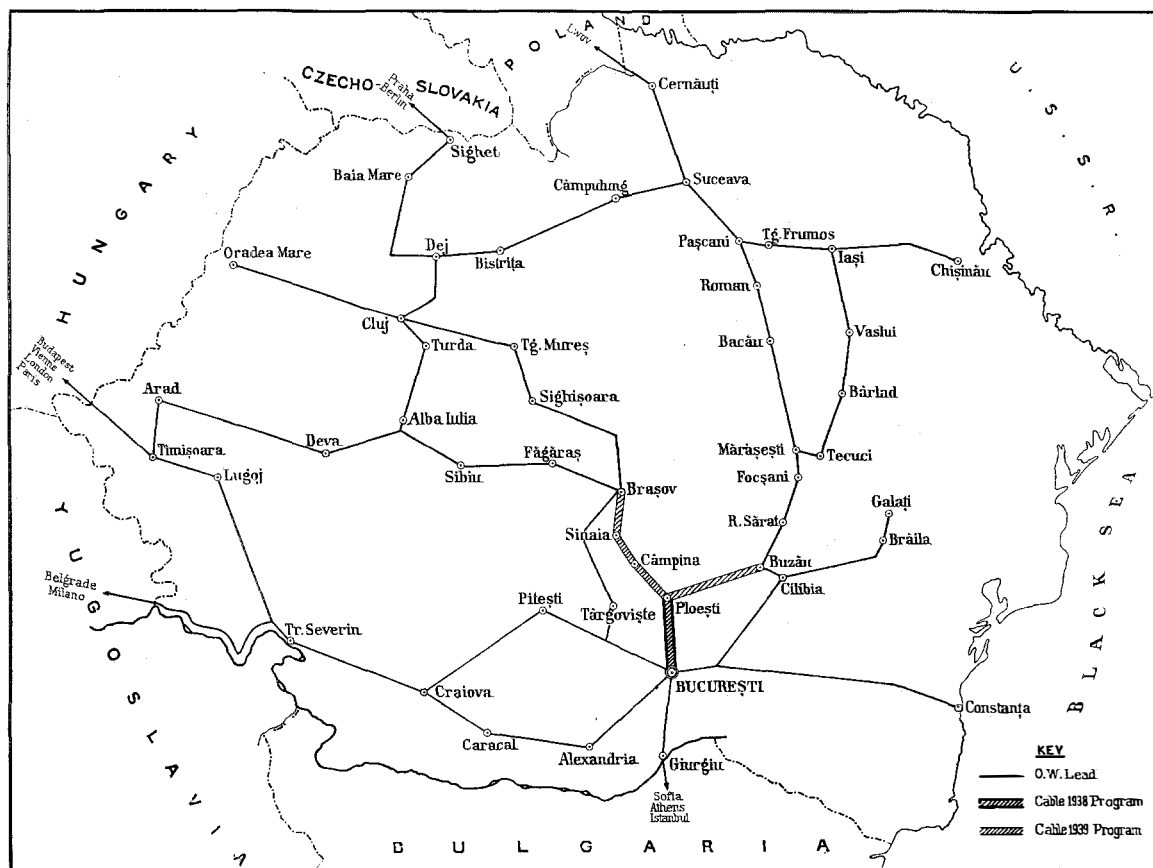 POLAND
Lwow
U.S.S.R.
CZECHO-SLOVAKIA
Praha
Berlin
Cernăuți
Sighet
Baia Mare
Câmpulung
Suceava
HUNGARY
Oradea Mare
Dej
Bistrița
Pașcani
Tg. Frumos
Iași
Chișinău
Roman
Cluj
Turda
Tg. Mureș
Bacău
Vaslui
Budapest
Vienne
London
Paris
Arad
Sighișoara
Bârlad
Alba Iulia
Timișoara
Deva
Făgăraș
Mărășești
Tecuci
Lugoj
Sibiu
Focșani
Brașov
Galați
YUGOSLAVIA
R. Sărat
Sinaia
Brăila
BLACK SEA
Câmpina
Buzău
Cilibia
Belgrade
Milano
Pitești
Târgoviște
Ploești
Tr. Severin
BUCUREȘTI
Craiova
Constanța
Caracal
Alexandria
Giurgiu
Sofia
Athens
Istanbul
BULGARIA
KEY
O.W. Lead
Cable 1938 Program
Cable 1939 Program